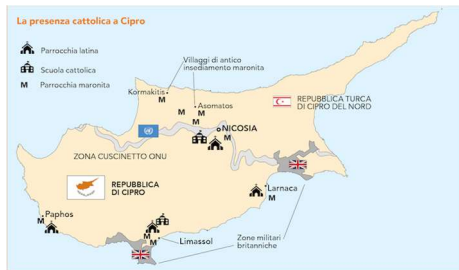 La presenza cattolica a Cipro
Parrocchia latina
Scuola cattolica
M Parrocchia maronita
Villaggi di antico
insediamento maronita
Kormakitis
M
Asomatos
M M
M
REPUBBLICA TURCA
DI CIPRO DEL NORD
NICOSIA
M
ZONA CUSCINETTO ONU
REPUBBLICA
DI CIPRO
Larnaca
M
Paphos
M
Zone militari
britanniche
Limassol
M
M